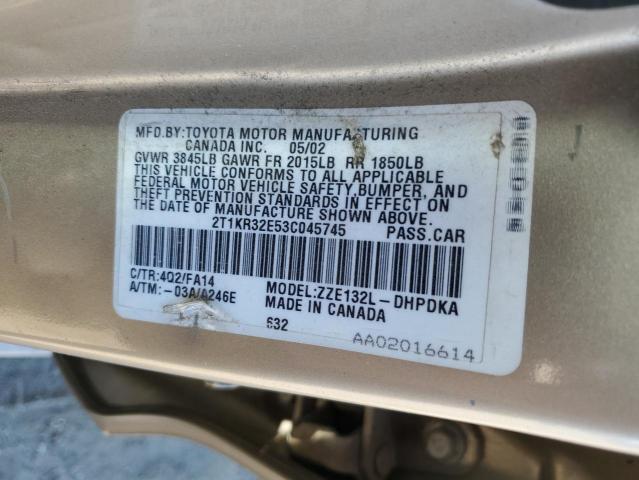 MFD.BY:TOYOTA MOTOR MANUFACTURING
CANADA INC. 05/02
GVWR 3845LB GAWR FR 2015LB RR 1850LB
THIS VEHICLE CONFORMS TO ALL APPLICABLE
FEDERAL MOTOR VEHICLE SAFETY,BUMPER, AND
THEFT PREVENTION STANDARDS IN EFFECT ON
THE DATE OF MANUFACTURE SHOWN ABOVE.
2T1KR32E53C045745 PASS.CAR
C/TR:4Q2/FA14 MODEL:ZZE132L-DHPDKA
A/TM:-03A/A246E MADE IN CANADA
632
AA02016614